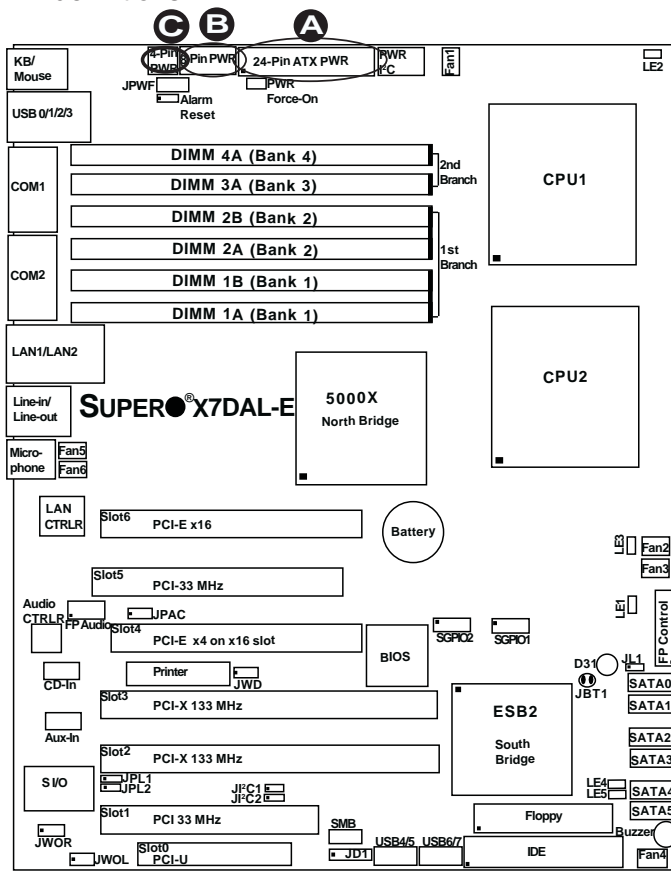 C B A
KB/
Mouse
4-Pin
PWR
8-Pin PWR
24-Pin ATX PWR
PWR
I²C
Fan1
LE2
JPWF
Alarm
Reset
PWR
Force-On
USB 0/1/2/3
DIMM 4A (Bank 4)
DIMM 3A (Bank 3)
2nd
Branch
CPU1
COM1
DIMM 2B (Bank 2)
DIMM 2A (Bank 2)
1st
Branch
COM2
DIMM 1B (Bank 1)
DIMM 1A (Bank 1)
LAN1/LAN2
CPU2
Line-in/
Line-out
SUPER®X7DAL-E
5000X
North Bridge
Micro-
phone
Fan5
Fan6
LAN
CTRLR
Slot6
PCI-E x16
Battery
LE3
Fan2
Fan3
Slot5
PCI-33 MHz
Audio
CTRLR
FP Audio
JPAC
LE1
FP Control
Slot4
PCI-E x4 on x16 slot
BIOS
SGPIO2
SGPIO1
CD-In
Printer
JWD
D31
JL1
JBT1
SATA0
SATA1
Slot3
PCI-X 133 MHz
ESB2
South
Bridge
Aux-In
SATA2
SATA3
Slot2
PCI-X 133 MHz
S I/O
JPL1
JPL2
JI²C1
JI²C2
LE4
LE5
SATA4
SATA5
Slot1
PCI 33 MHz
SMB
Floppy
Buzzer
JWOR
JWOL
Slot0
PCI-U
JD1
USB4/5
USB6/7
IDE
Fan4